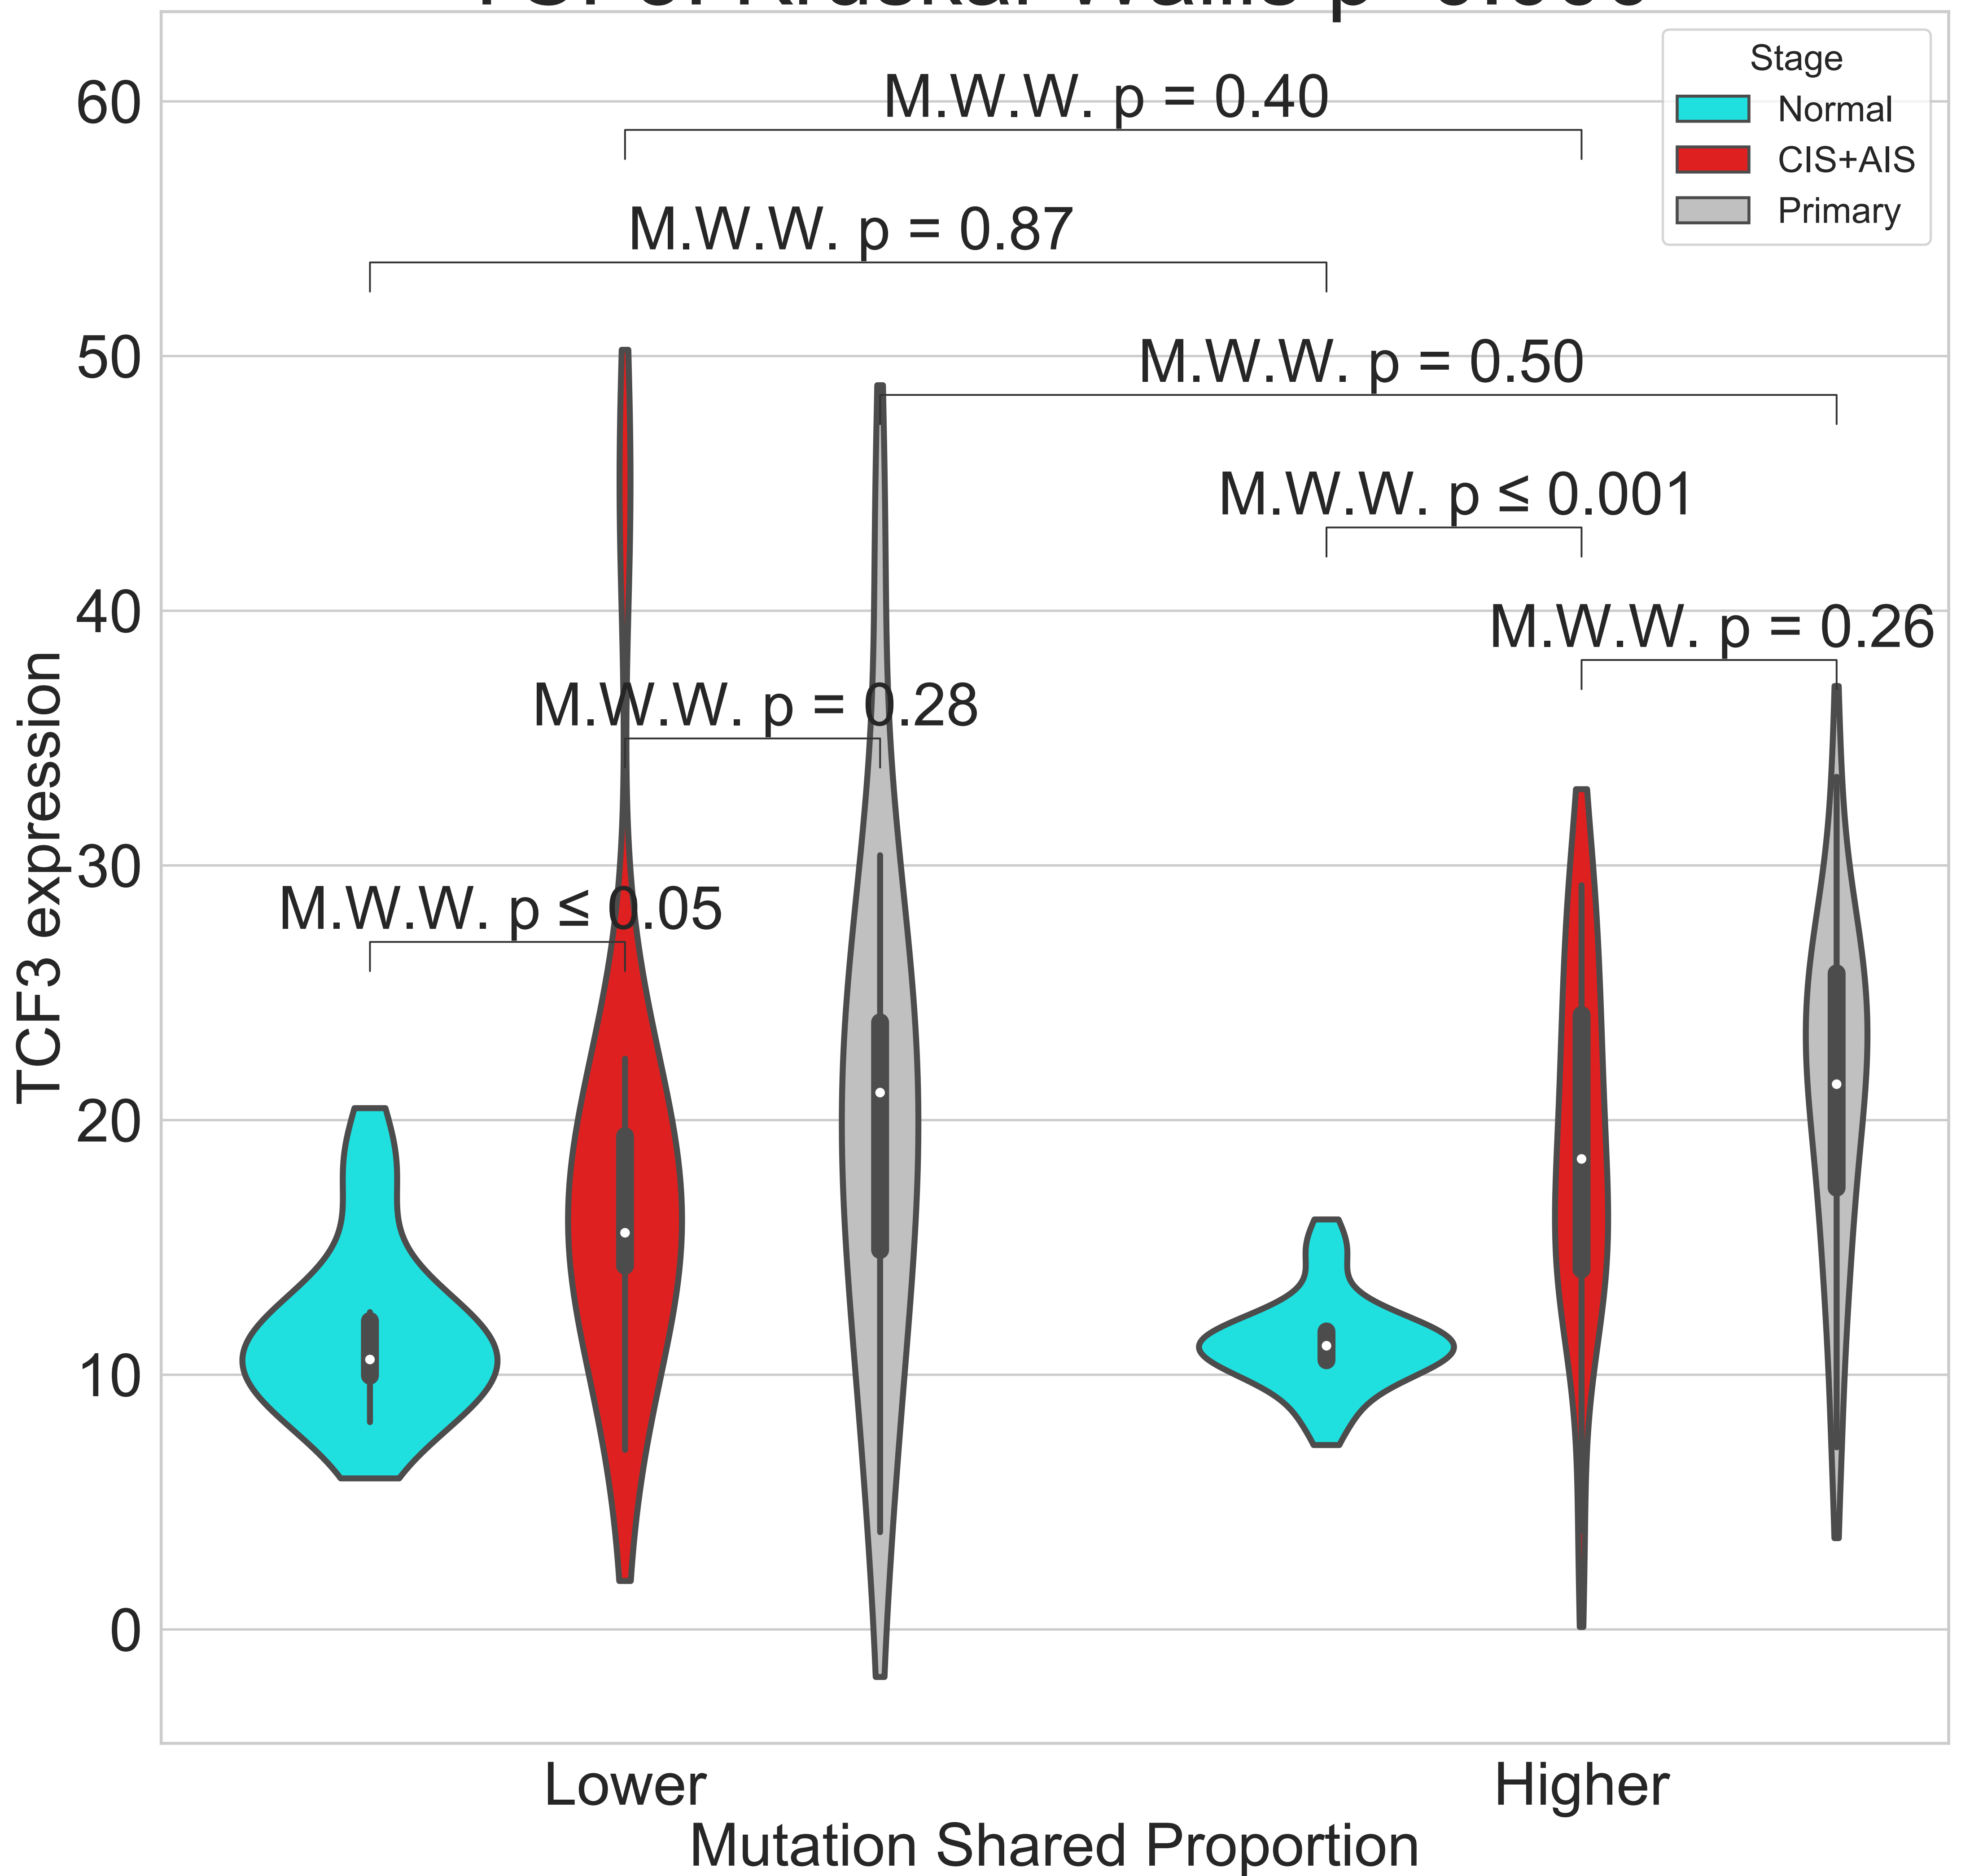 Stage
Normal
CIS+AIS
Primary
M.W.W. p = 0.40
M.W.W. p = 0.87
M.W.W. p = 0.50
M.W.W. p ≤ 0.001
M.W.W. p = 0.26
M.W.W. p = 0.28
M.W.W. p ≤ 0.05
60
50
40
30
20
10
0
TCF3 expression
Lower
Higher
Mutation Shared Proportion